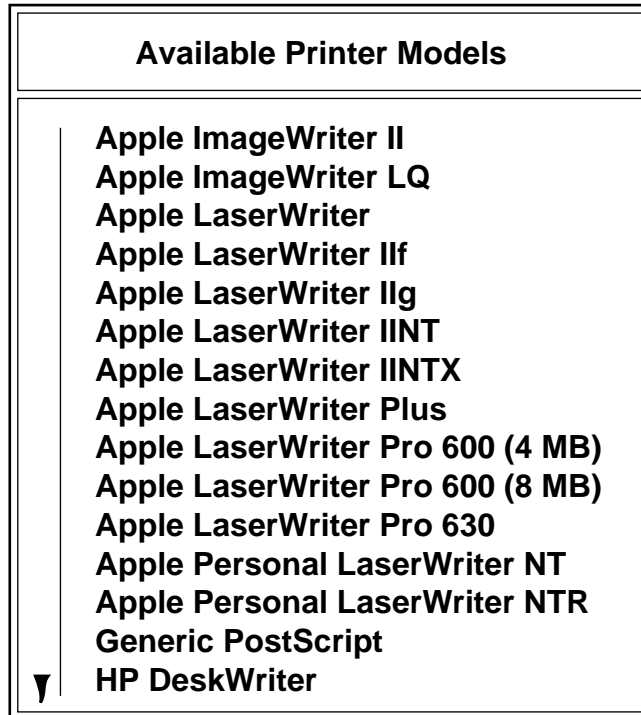 Available Printer Models
Apple ImageWriter II
Apple ImageWriter LQ
Apple LaserWriter
Apple LaserWriter IIf
Apple LaserWriter IIg
Apple LaserWriter IINT
Apple LaserWriter IINTX
Apple LaserWriter Plus
Apple LaserWriter Pro 600 (4 MB)
Apple LaserWriter Pro 600 (8 MB)
Apple LaserWriter Pro 630
Apple Personal LaserWriter NT
Apple Personal LaserWriter NTR
Generic PostScript
HP DeskWriter